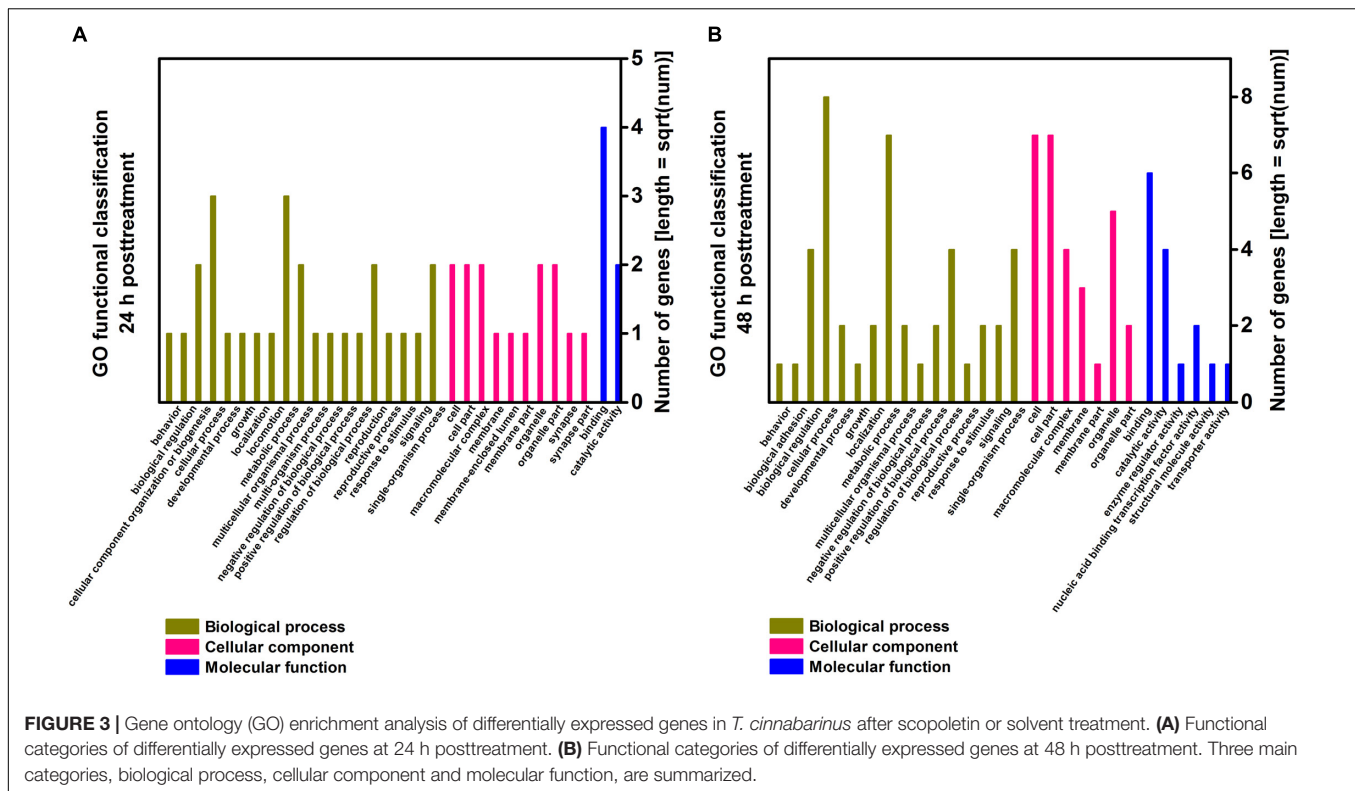 A
GO functional classification
24 h posttreatment
5
4
3
2
1
0
Number of genes [length = sqrt(num)]
behavior
biological regulation
cellular component organization or biogenesis
cellular process
developmental process
growth
localization
locomotion
metabolic process
multicellular organismal process
multi-organism process
negative regulation of biological process
positive regulation of biological process
regulation of biological process
reproduction
reproductive process
response to stimulus
signaling
single-organism process
cell
cell part
macromolecular complex
membrane
membrane-enclosed lumen
membrane part
organelle
organelle part
synapse
synapse part
binding
catalytic activity
Biological process
Cellular component
Molecular function
B
GO functional classification
48 h posttreatment
8
6
4
2
0
Number of genes [length = sqrt(num)]
behavior
biological adhesion
biological regulation
cellular process
developmental process
growth
localization
metabolic process
multicellular organismal process
negative regulation of biological process
positive regulation of biological process
regulation of biological process
reproductive process
response to stimulus
signaling
single-organism process
cell
cell part
macromolecular complex
membrane
membrane part
organelle
organelle part
binding
catalytic activity
enzyme regulator activity
nucleic acid binding transcription factor activity
structural molecule activity
transporter activity
Biological process
Cellular component
Molecular function
FIGURE 3 | Gene ontology (GO) enrichment analysis of differentially expressed genes in T. cinnabarinus after scopoletin or solvent treatment. (A) Functional
categories of differentially expressed genes at 24 h posttreatment. (B) Functional categories of differentially expressed genes at 48 h posttreatment. Three main
categories, biological process, cellular component and molecular function, are summarized.